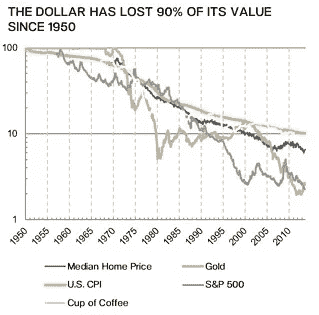 THE DOLLAR HAS LOST 90% OF ITS VALUE
SINCE 1950
100
10
1
1950
1955
1960
1965
1970
1975
1980
1985
1990
1995
2000
2005
2010
Median Home Price
Gold
U.S. CPI
S&P 500
Cup of Coffee